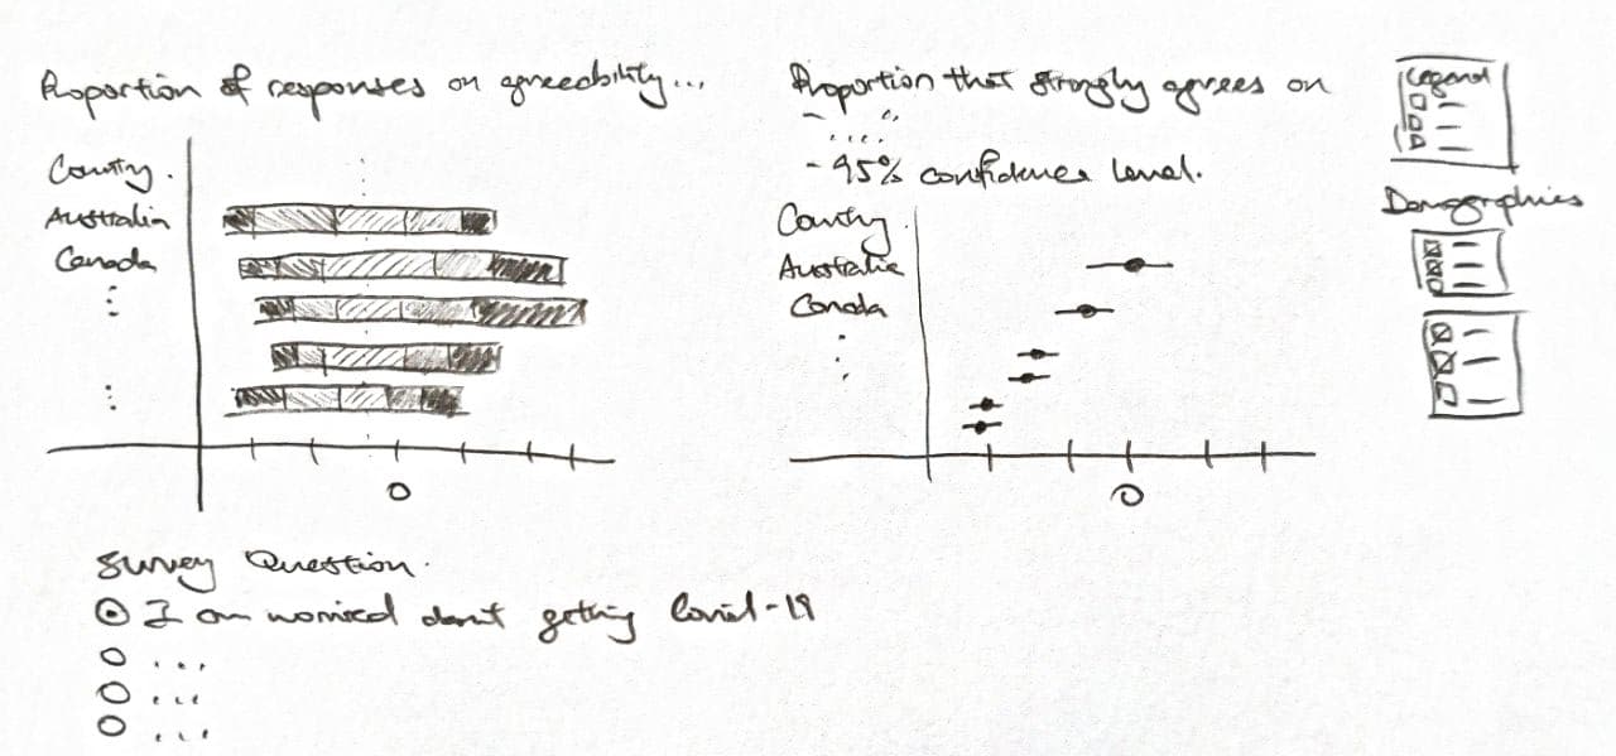 Proportion of responses on agreeability...
Country.
Australia
Canada
0
Proportion that strongly agrees on
- 95% confidence level.
Country.
Australia
Canada
0
Legend
Demographics
Survey Question.
I am worried about getting Covid-19
...
...
...